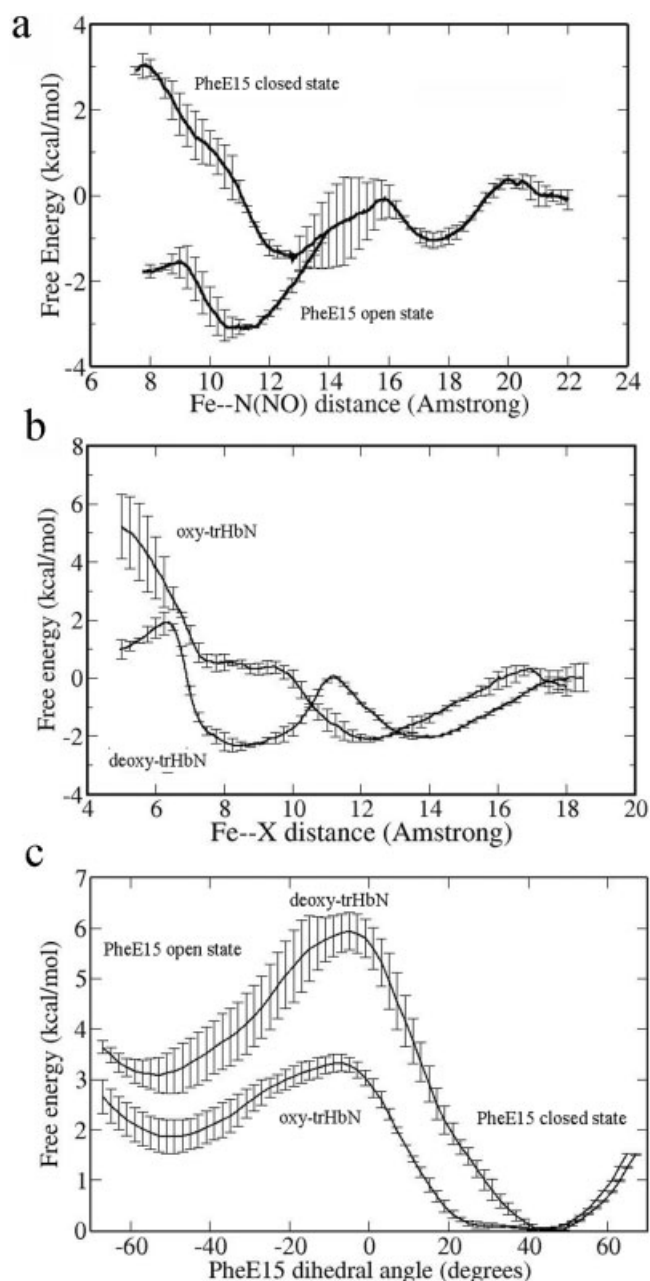 a
4
PheE15 closed state
2
0
-2
PheE15 open state
-4
Free Energy (kcal/mol)
6 8 10 12 14 16 18 20 22 24
Fe--N(NO) distance (Amstrong)
b
8
6
oxy-trHbN
4
2
0
-2
deoxy-trHbN
-4
Free energy (kcal/mol)
4 6 8 10 12 14 16 18 20
Fe--X distance (Amstrong)
c
7
deoxy-trHbN
6
PheE15 open state
5
4
3
oxy-trHbN
PheE15 closed state
2
1
0
Free energy (kcal/mol)
-60 -40 -20 0 20 40 60
PheE15 dihedral angle (degrees)